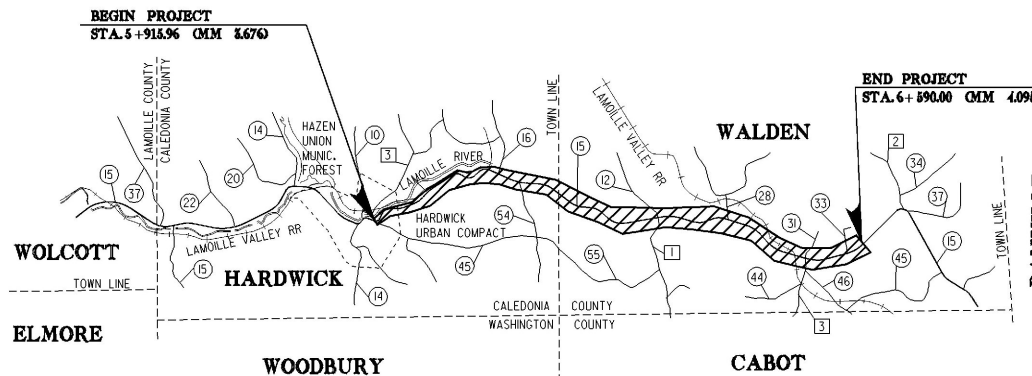 BEGIN PROJECT
STA. 5 +915.96 (MM 3.676)
END PROJECT
STA. 6+ 590.00 (MM 4.095
LAMOILLE COUNTY
CALEDONIA COUNTY
TOWN LINE
LAMOILLE VALLEY RR
WALDEN
14
HAZEN
UNION
MUNIC.
FOREST
10
3
16
15
12
2
34
20
LAMOILLE RIVER
15
37
22
28
37
33
31
54
HARDWICK
URBAN COMPACT
LAMOILLE VALLEY RR
1
15
TOWN LINE
WOLCOTT
15
HARDWICK
45
55
44
46
45
TOWN LINE
14
3
CALEDONIA COUNTY
WASHINGTON COUNTY
ELMORE
WOODBURY
CABOT